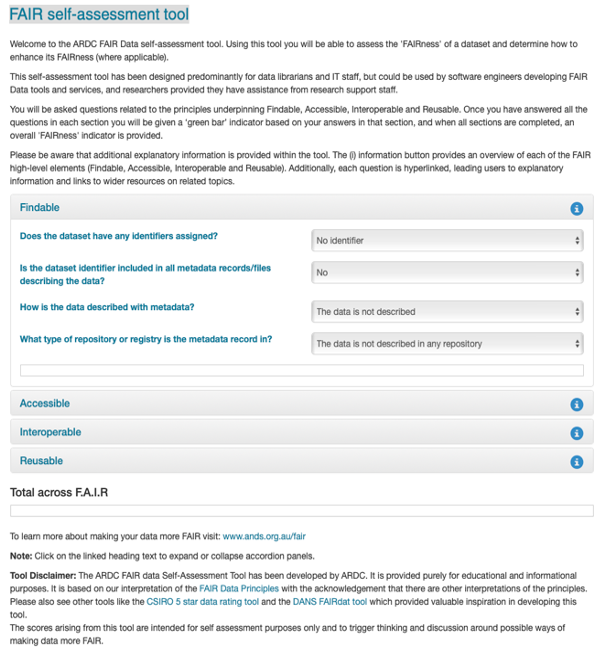 FAIR self-assessment tool
Welcome to the ARDC FAIR Data self-assessment tool. Using this tool you will be able to assess the 'FAIRness' of a dataset and determine how to
enhance its FAIRness (where applicable).
This self-assessment tool has been designed predominantly for data librarians and IT staff, but could be used by software engineers developing FAIR
Data tools and services, and researchers provided they have assistance from research support staff.
You will be asked questions related to the principles underpinning Findable, Accessible, Interoperable and Reusable. Once you have answered all the
questions in each section you will be given a 'green bar' indicator based on your answers in that section, and when all sections are completed, an
overall 'FAIRness' indicator is provided.
Please be aware that additional explanatory information is provided within the tool. The (i) information button provides an overview of each of the FAIR
high-level elements (Findable, Accessible, Interoperable and Reusable). Additionally, each question is hyperlinked, leading users to explanatory
information and links to wider resources on related topics.
Findable i
Does the dataset have any identifiers assigned? No identifier
Is the dataset identifier included in all metadata records/files No
describing the data?
How is the data described with metadata? The data is not described
What type of repository or registry is the metadata record in? The data is not described in any repository
Accessible i
Interoperable i
Reusable i
Total across F.A.I.R
To learn more about making your data more FAIR visit: www.ands.org.au/fair
Note: Click on the linked heading text to expand or collapse accordion panels.
Tool Disclaimer: The ARDC FAIR data Self-Assessment Tool has been developed by ARDC. It is provided purely for educational and informational
purposes. It is based on our interpretation of the FAIR Data Principles with the acknowledgement that there are other interpretations of the principles.
Please also see other tools like the CSIRO 5 star data rating tool and the DANS FAIRdat tool which provided valuable inspiration in developing this
tool.
The scores arising from this tool are intended for self assessment purposes only and to trigger thinking and discussion around possible ways of
making data more FAIR.